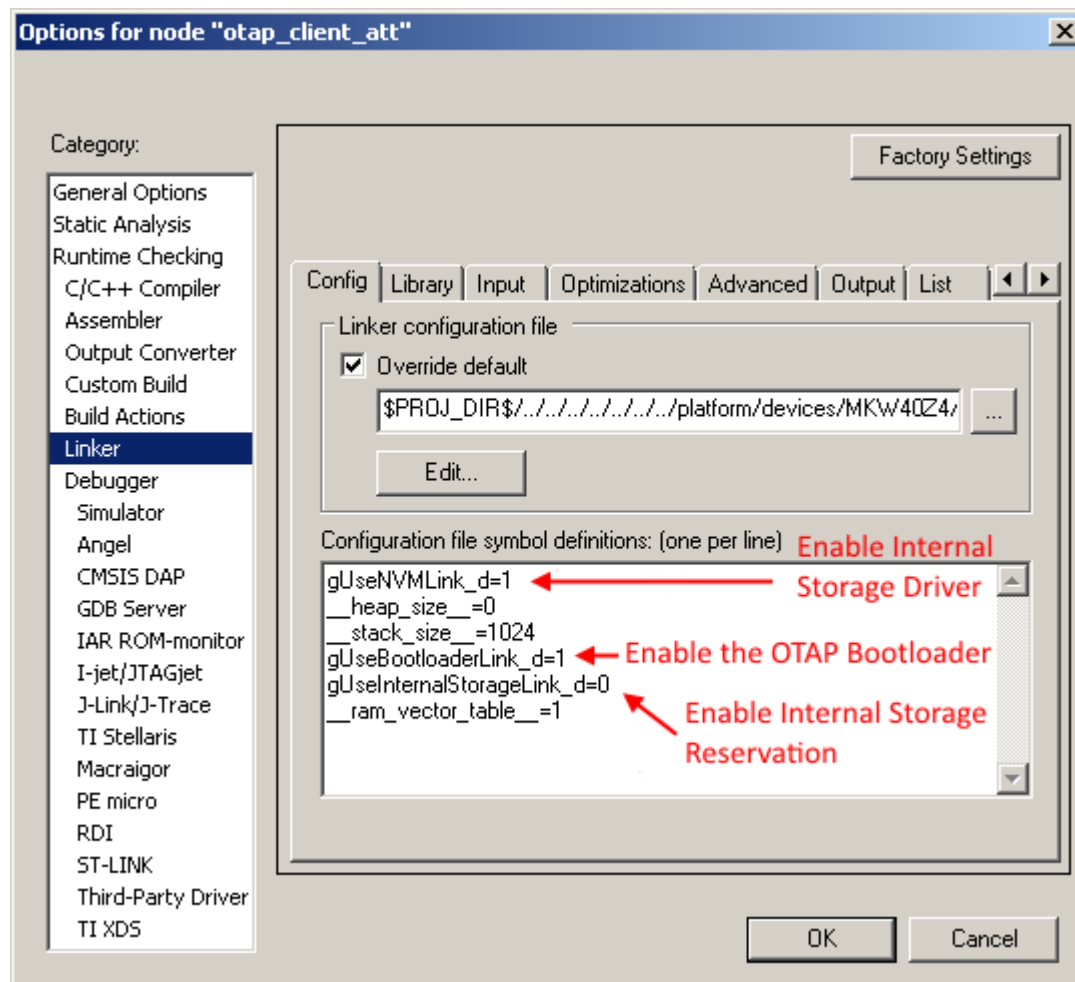 Options for node "otap_client_att"
Category:
General Options
Static Analysis
Runtime Checking
C/C++ Compiler
Assembler
Output Converter
Custom Build
Build Actions
Linker
Debugger
Simulator
Angel
CMSIS DAP
GDB Server
IAR ROM-monitor
I-jet/JTAGjet
J-Link/J-Trace
TI Stellaris
Macraigor
PE micro
RDI
ST-LINK
Third-Party Driver
TI XDS
Factory Settings
Config Library Input Optimizations Advanced Output List
Linker configuration file
Override default
$PROJ_DIR$/../../../../../../../platform/devices/MKW40Z4/
...
Edit...
Configuration file symbol definitions: (one per line)
gUseNVMLink_d=1
__heap_size__=0
__stack_size__=1024
gUseBootloaderLink_d=1
gUseInternalStorageLink_d=0
__ram_vector_table__=1
Enable Internal
Storage Driver
Enable the OTAP Bootloader
Enable Internal Storage
Reservation
OK
Cancel